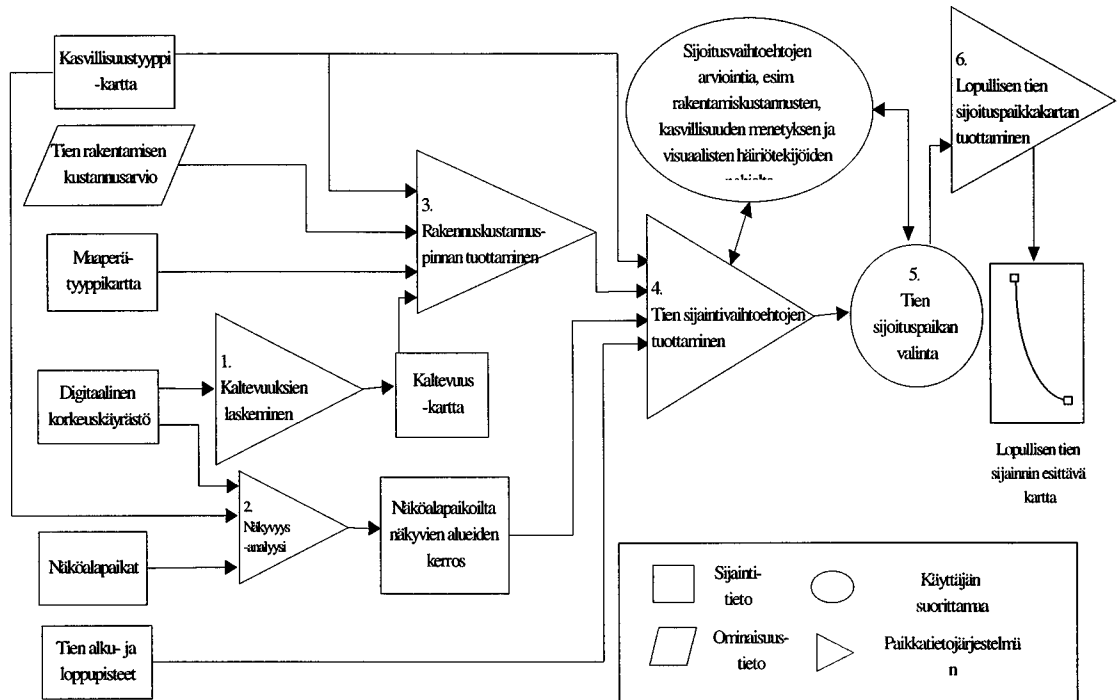 Kasvillisuustyyppi
-kartta
Tien rakentamisen
kustannusarvio
Maaperä-
tyyppikartta
Digitaalinen
korkeuskäyrästö
Näköalapaikat
Tien alku- ja
loppupisteet
1.
Kaltevuuksien
laskeminen
2.
Näkyvyys
-analyysi
Kaltevuus
-kartta
Näköalapaikoilta
näkyvien alueiden
kerros
3.
Rakennuskustannus-
pinnan tuottaminen
Sijoitusvaihtoehtojen
arviointia, esim
rakentamiskustannusten,
kasvillisuuden menetyksen ja
visuaalisten häiriötekijöiden
4.
Tien sijaintivaihtoehtojen
tuottaminen
5.
Tien
sijoituspaikan
valinta
6.
Lopullisen tien
sijoituspaikkakartan
tuottaminen
Lopullisen tien
sijainnin esittävä
kartta
Sijainti-
tieto
Käyttäjän
suorittamaa
Ominaisuus-
tieto
Paikkatietojärjestelmä
n